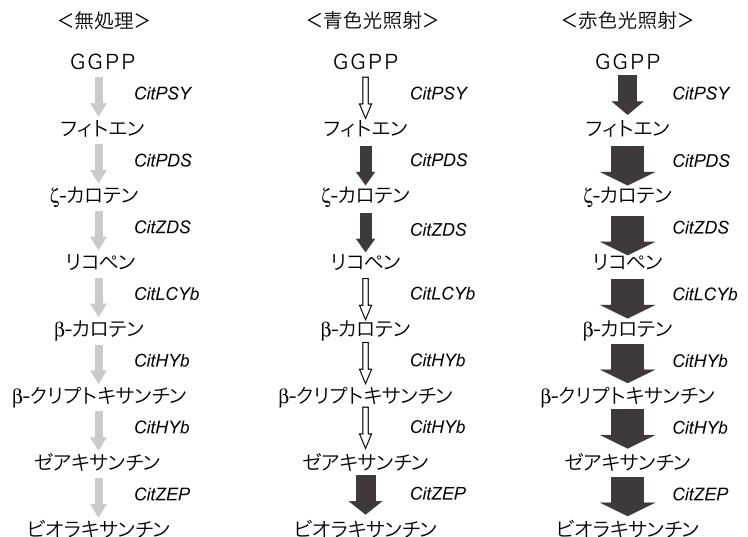 <無処理>
GGPP
CitPSY
フィトエン
CitPDS
ζ-カロテン
CitZDS
リコペン
CitLCYb
β-カロテン
CitHYb
β-クリプトキサンチン
CitHYb
ゼアキサンチン
CitZEP
ビオラキサンチン
<青色光照射>
GGPP
CitPSY
フィトエン
CitPDS
ζ-カロテン
CitZDS
リコペン
CitLCYb
β-カロテン
CitHYb
β-クリプトキサンチン
CitHYb
ゼアキサンチン
CitZEP
ビオラキサンチン
<赤色光照射>
GGPP
CitPSY
フィトエン
CitPDS
ζ-カロテン
CitZDS
リコペン
CitLCYb
β-カロテン
CitHYb
β-クリプトキサンチン
CitHYb
ゼアキサンチン
CitZEP
ビオラキサンチン